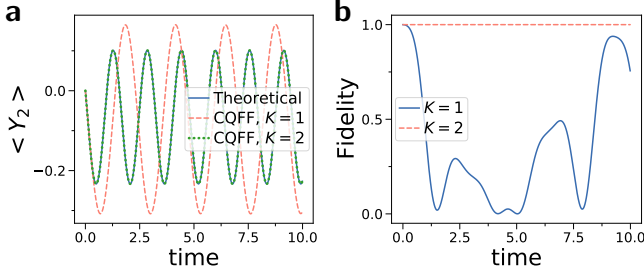 a
< Y₂ >
0.0
−0.2
Theoretical
CQFF, K = 1
CQFF, K = 2
0.0 2.5 5.0 7.5 10.0
time
b
Fidelity
1.0
0.5
0.0
K = 1
K = 2
0.0 2.5 5.0 7.5 10.0
time